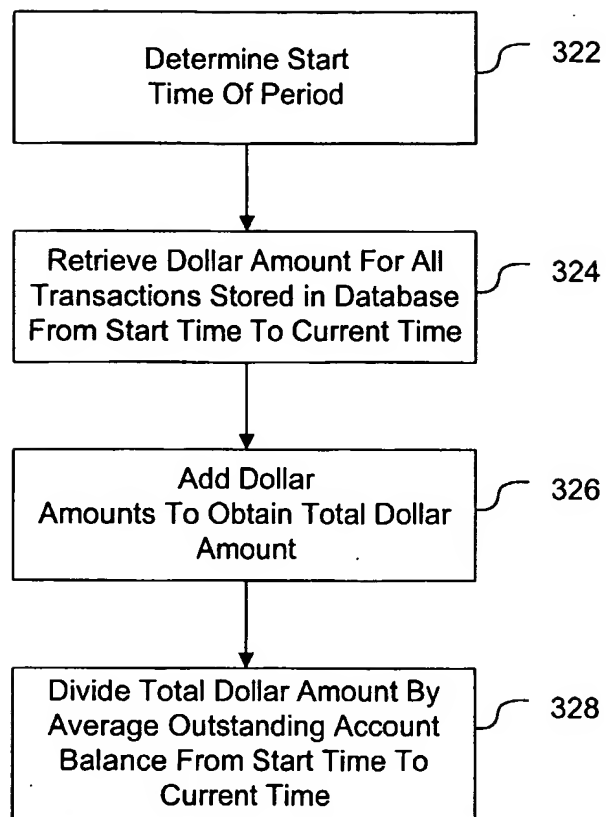 Determine Start
Time Of Period
322
Retrieve Dollar Amount For All
Transactions Stored in Database
From Start Time To Current Time
324
Add Dollar
Amounts To Obtain Total Dollar
Amount
326
Divide Total Dollar Amount By
Average Outstanding Account
Balance From Start Time To
Current Time
328